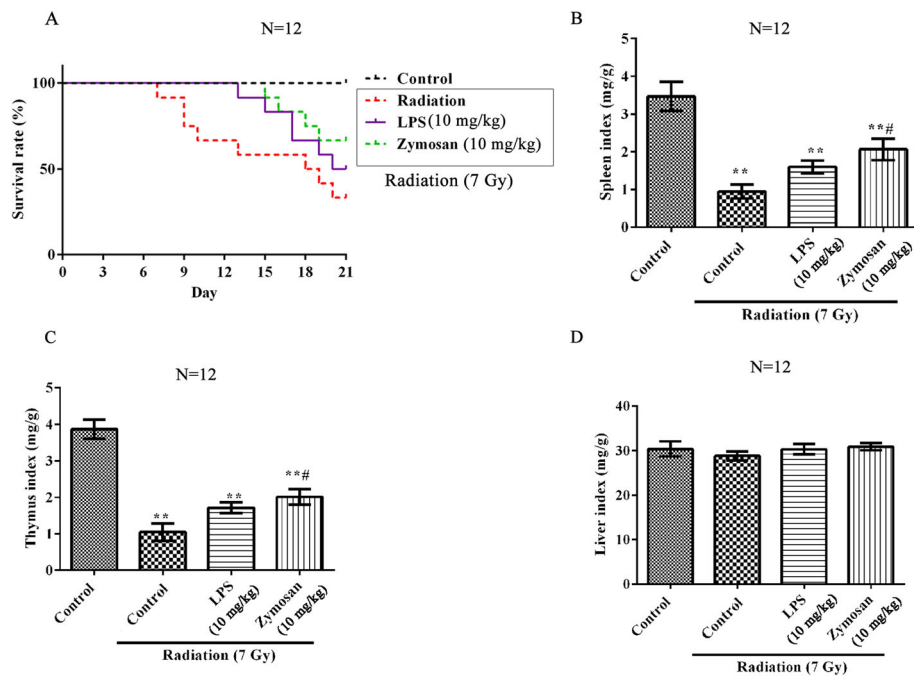 A
N=12
Survival rate (%)
100
50
0
0 3 6 9 12 15 18 21
Day
Control
Radiation
LPS (10 mg/kg)
Zymosan (10 mg/kg)
Radiation (7 Gy)
B
N=12
Spleen index (mg/g)
5
4
3
2
1
0
**
**
**#
Control
Control
LPS
(10 mg/kg)
Zymosan
(10 mg/kg)
Radiation (7 Gy)
C
N=12
Thymus index (mg/g)
5
4
3
2
1
0
**
**
**#
Control
Control
LPS
(10 mg/kg)
Zymosan
(10 mg/kg)
Radiation (7 Gy)
D
N=12
Liver index (mg/g)
40
30
20
10
0
Control
Control
LPS
(10 mg/kg)
Zymosan
(10 mg/kg)
Radiation (7 Gy)